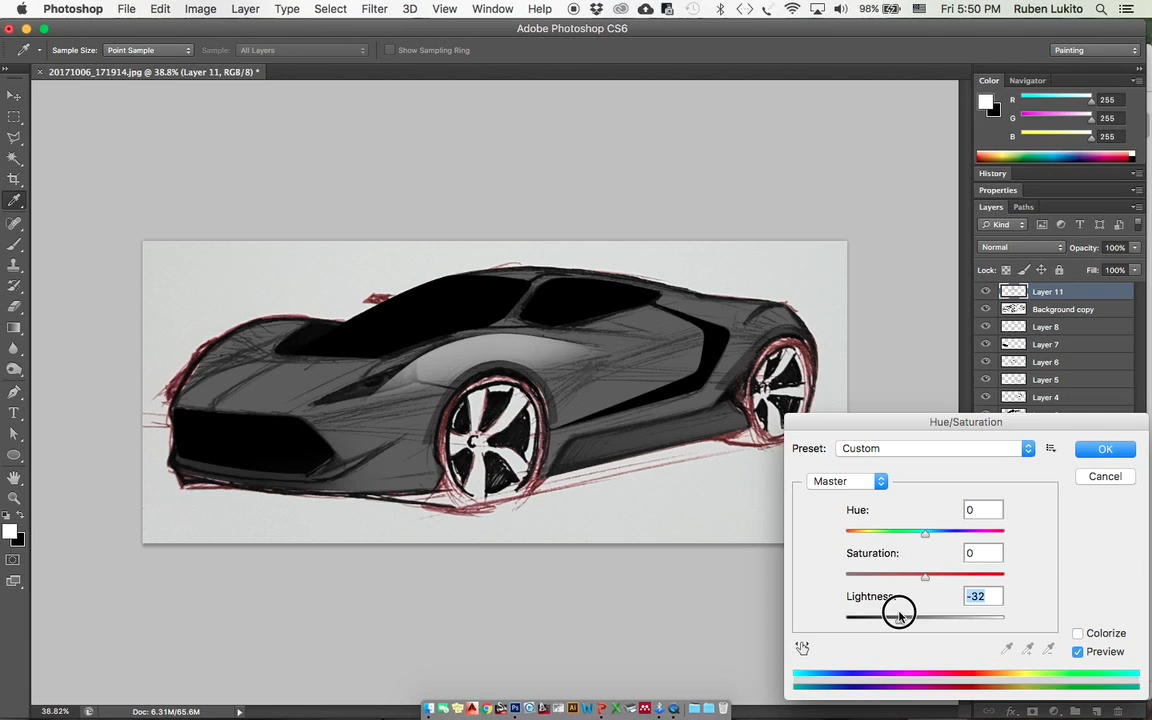 Photoshop File Edit Image Layer Type Select Filter 3D View Window Help 98% Fri 5:50 PM Ruben Lukito
Adobe Photoshop CS6
Sample Size: Point Sample Sample: All Layers Show Sampling Ring Painting
20171006_171914.jpg @ 38.8% (Layer 11, RGB/8) *
Color Navigator
R 255
G 255
B 255
History
Properties
Layers Paths
Kind
Normal Opacity: 100%
Lock: Fill: 100%
Layer 11
Background copy
Layer 8
Layer 7
Layer 6
Layer 5
Layer 4
Hue/Saturation
Preset: Custom OK
Cancel
Master
Hue: 0
Saturation: 0
Lightness: -32
Colorize
Preview
38.82% Doc: 6.31M/65.6M